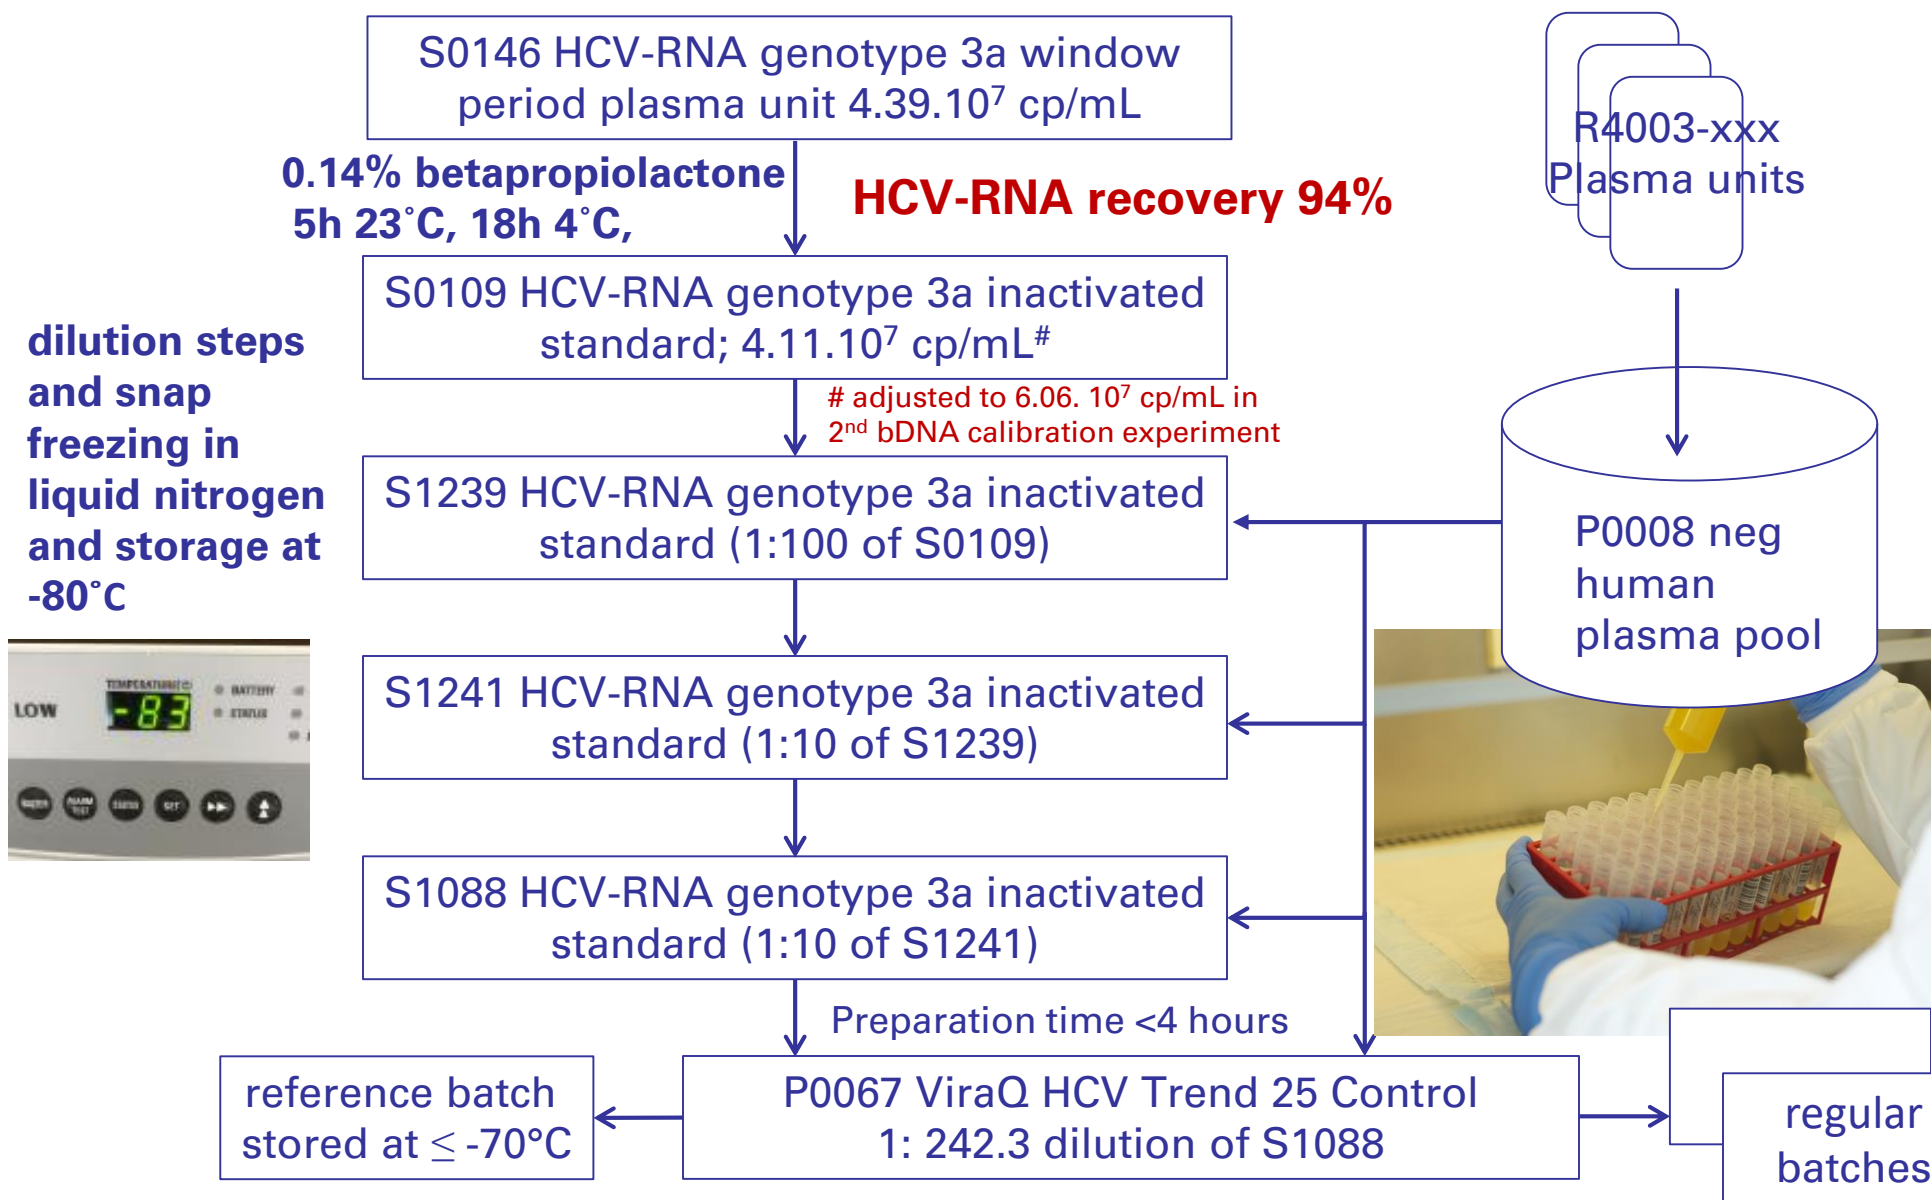 S0146 HCV-RNA genotype 3a window
period plasma unit 4.39.10⁷ cp/mL
R4003-xxx
Plasma units
0.14% betapropiolactone
5h 23˚C, 18h 4˚C,
HCV-RNA recovery 94%
S0109 HCV-RNA genotype 3a inactivated
standard; 4.11.10⁷ cp/mL#
dilution steps
and snap
freezing in
liquid nitrogen
and storage at
-80˚C
# adjusted to 6.06. 10⁷ cp/mL in
2nd bDNA calibration experiment
S1239 HCV-RNA genotype 3a inactivated
standard (1:100 of S0109)
P0008 neg
human
plasma pool
S1241 HCV-RNA genotype 3a inactivated
standard (1:10 of S1239)
LOW
-83
BATTERY
STATUS
S1088 HCV-RNA genotype 3a inactivated
standard (1:10 of S1241)
Preparation time <4 hours
reference batch
stored at ≤ -70°C
P0067 ViraQ HCV Trend 25 Control
1: 242.3 dilution of S1088
regular
batches